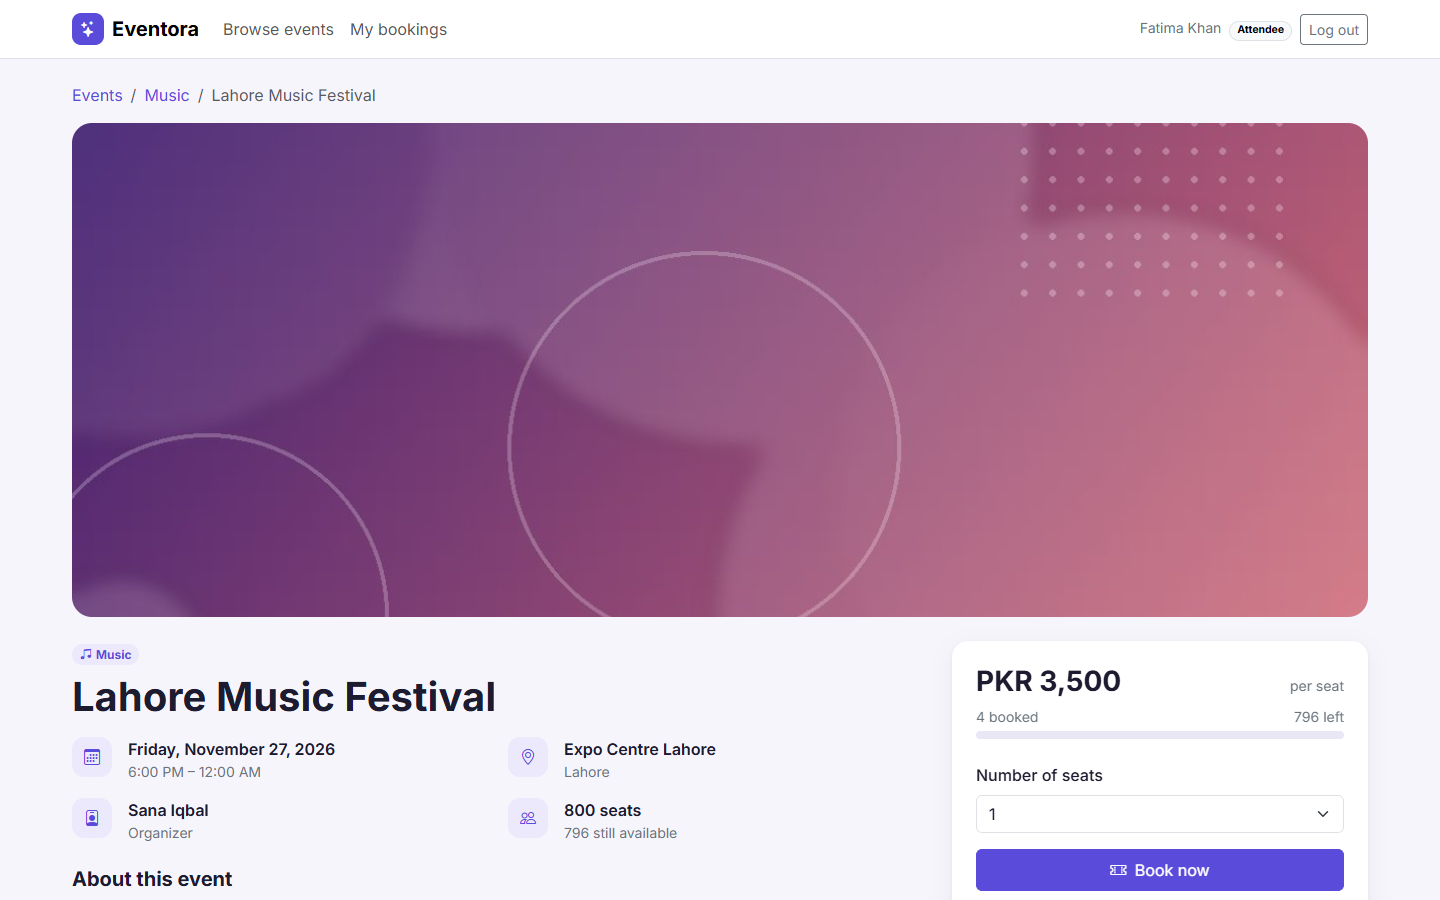 Eventora
Browse events
My bookings
Fatima Khan
Attendee
Log out
Events / Music / Lahore Music Festival
Music
Lahore Music Festival
Friday, November 27, 2026
6:00 PM – 12:00 AM
Expo Centre Lahore
Lahore
Sana Iqbal
Organizer
800 seats
796 still available
About this event
PKR 3,500
per seat
4 booked
796 left
Number of seats
1
Book now